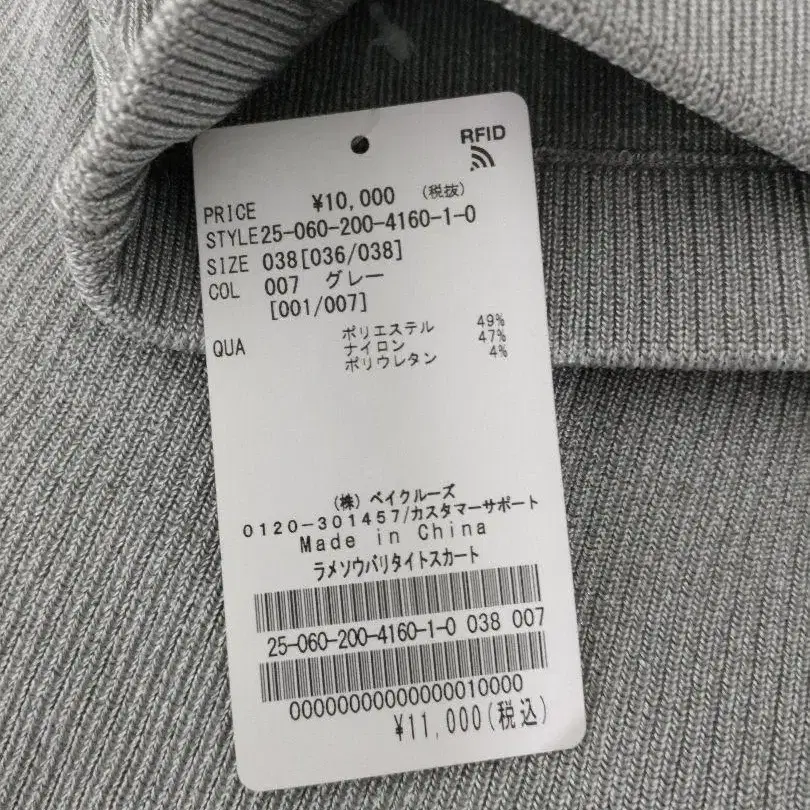 RFID
PRICE ¥10,000 (税抜)
STYLE 25-060-200-4160-1-0
SIZE 038[036/038]
COL 007 グレー
[001/007]
QUA ポリエステル 49%
ナイロン 47%
ポリウレタン 4%
(株) ベイクルーズ
0120-301457/カスタマーサポート
Made in China
ラメソウバリタイトスカート
25-060-200-4160-1-0 038 007
00000000000000010000
¥11,000(税込)